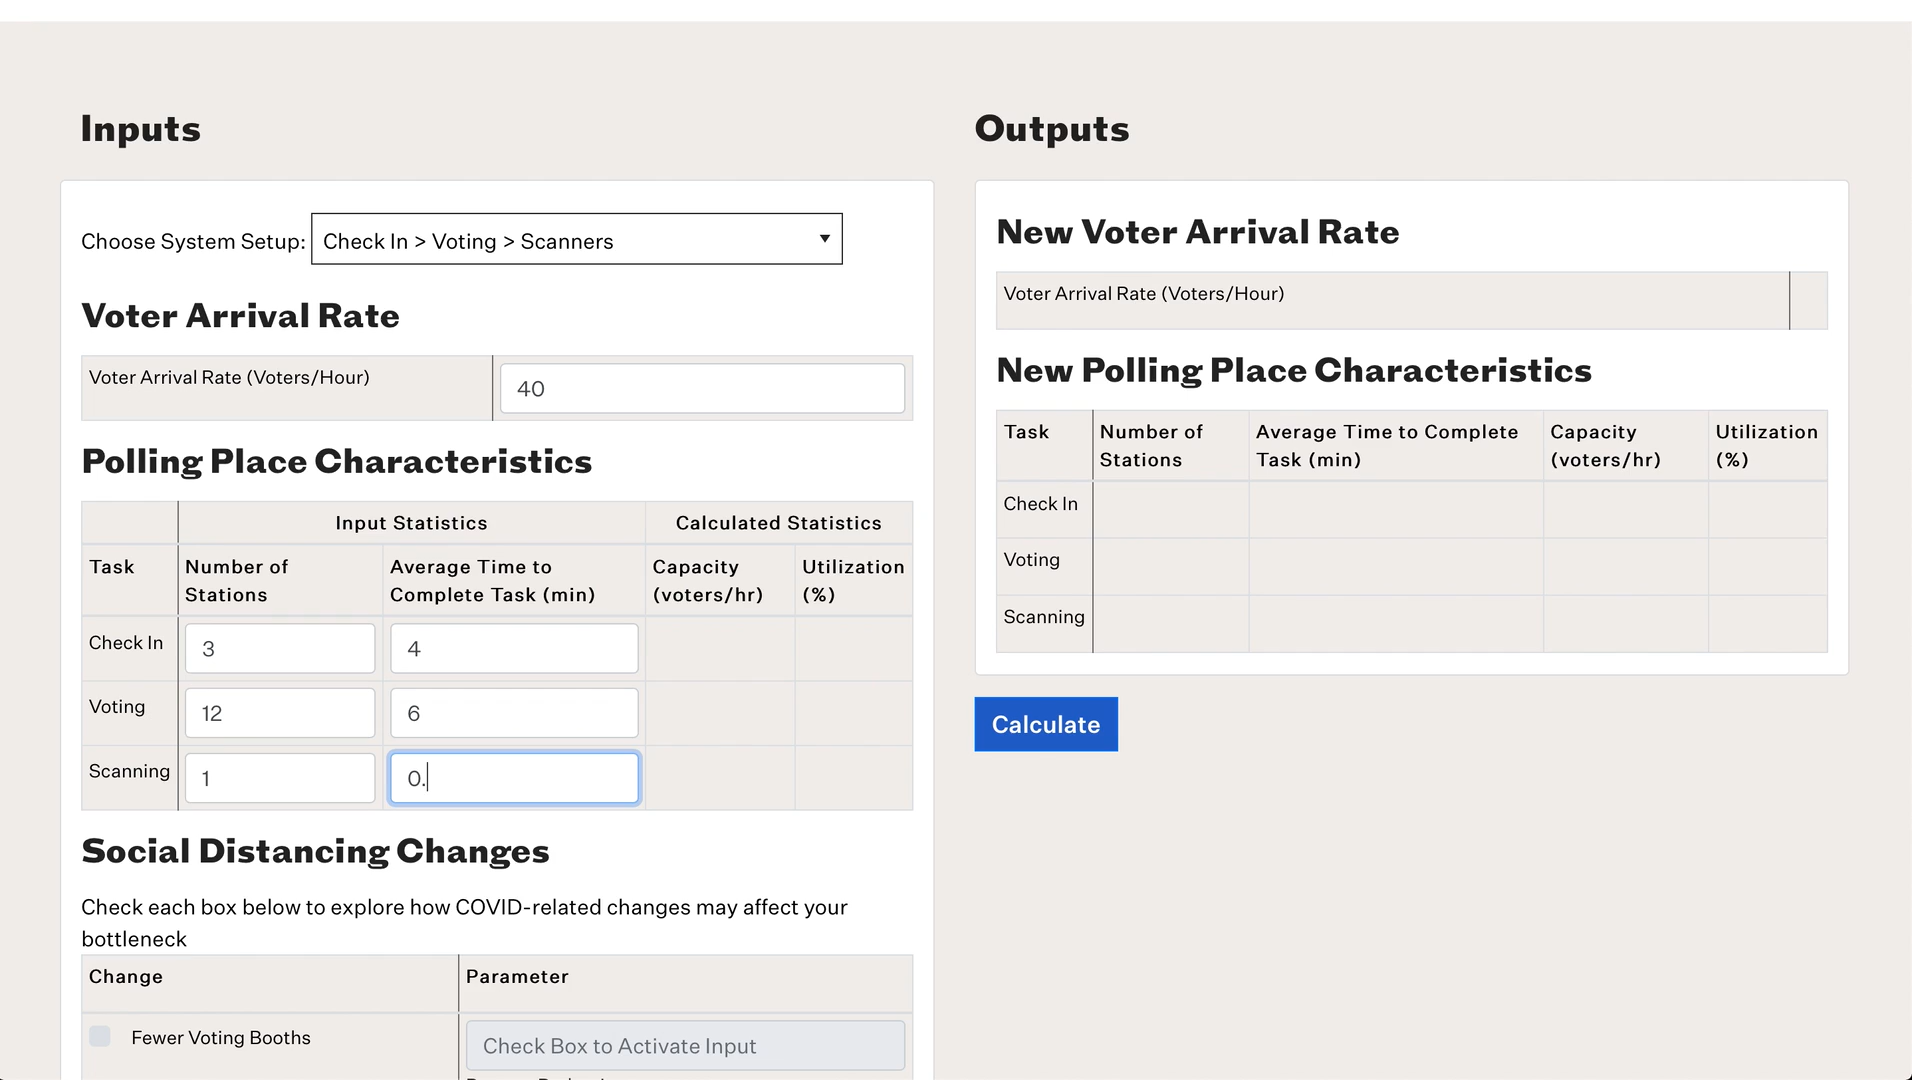 Inputs
Choose System Setup: Check In > Voting > Scanners
Voter Arrival Rate
Voter Arrival Rate (Voters/Hour) 40
Polling Place Characteristics
Input Statistics Calculated Statistics
Task Number of Stations Average Time to Complete Task (min) Capacity (voters/hr) Utilization (%)
Check In 3 4
Voting 12 6
Scanning 1 0.
Social Distancing Changes
Check each box below to explore how COVID-related changes may affect your
bottleneck
Change Parameter
Fewer Voting Booths Check Box to Activate Input
Outputs
New Voter Arrival Rate
Voter Arrival Rate (Voters/Hour)
New Polling Place Characteristics
Task Number of Stations Average Time to Complete Task (min) Capacity (voters/hr) Utilization (%)
Check In
Voting
Scanning
Calculate